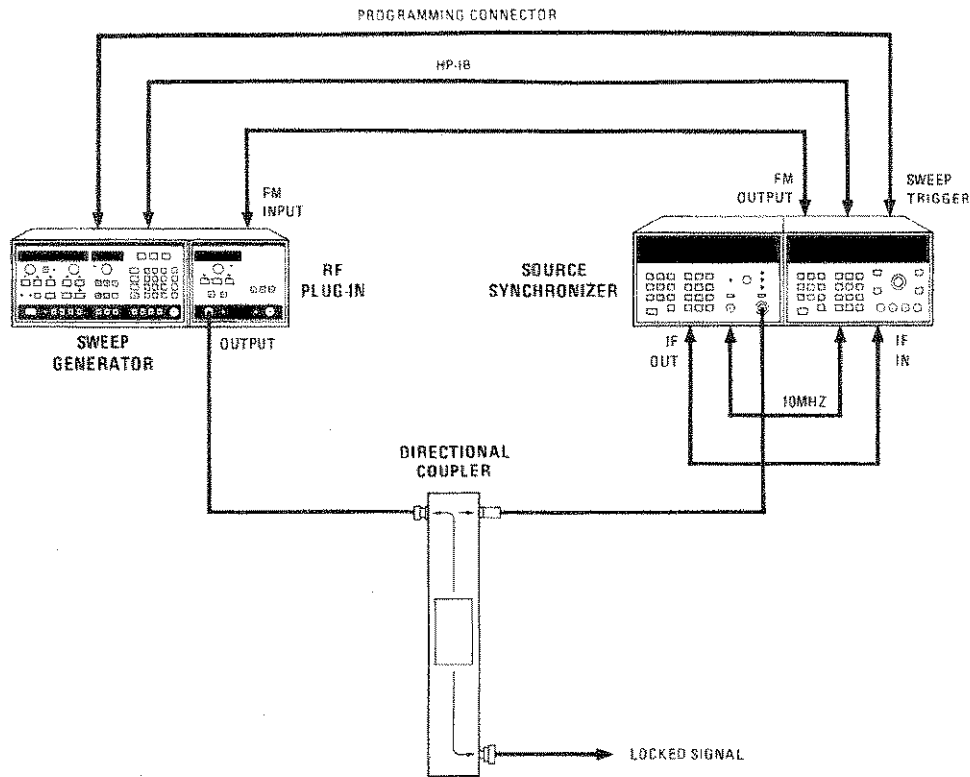 PROGRAMMING CONNECTOR
HP-IB
FM
INPUT
FM
OUTPUT
SWEEP
TRIGGER
RF
PLUG-IN
SOURCE
SYNCHRONIZER
SWEEP
GENERATOR
OUTPUT
IF
OUT
IF
IN
10MHZ
DIRECTIONAL
COUPLER
LOCKED SIGNAL